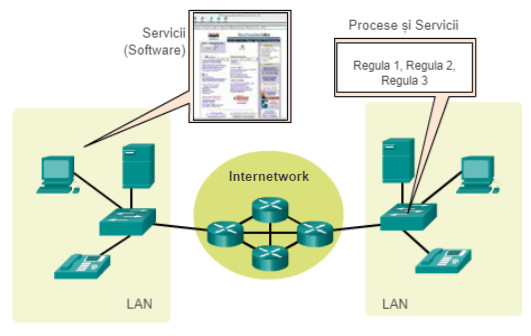 Servicii
(Software)
Procese și Servicii
Regula 1, Regula 2,
Regula 3
Internetwork
LAN
LAN